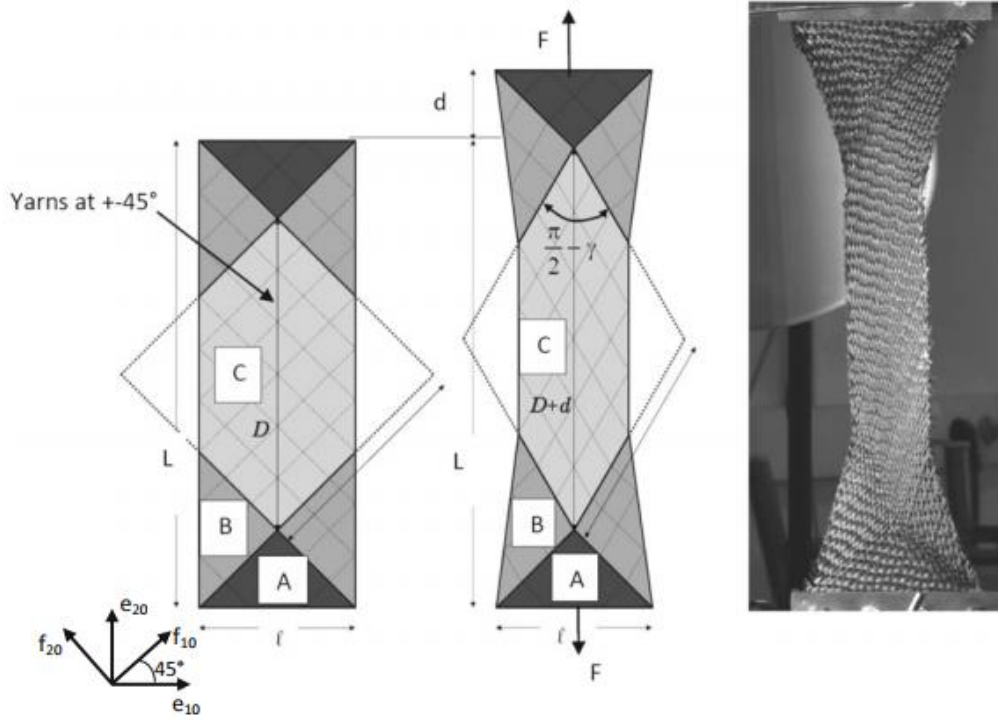 F
d
Yarns at +-45°
π/2 − γ
C
C
D
D+d
L
L
B
B
A
A
ℓ
ℓ
F
e20
f20
f10
45°
e10